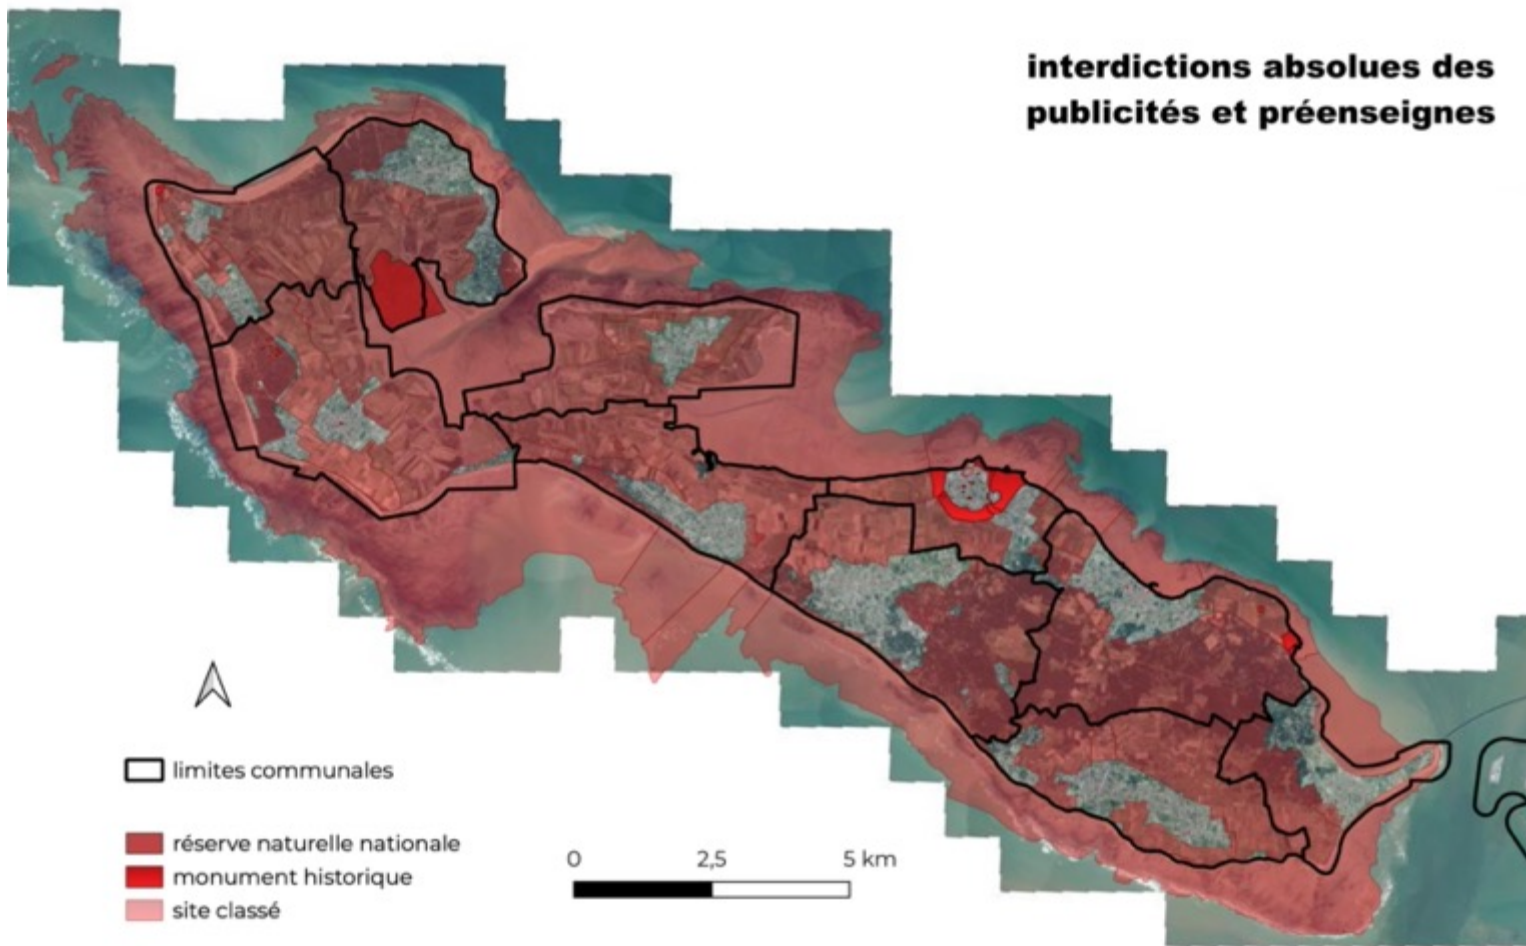 interdictions absolues des
publicités et préenseignes
limites communales
réserve naturelle nationale
monument historique
site classé
0 2,5 5 km